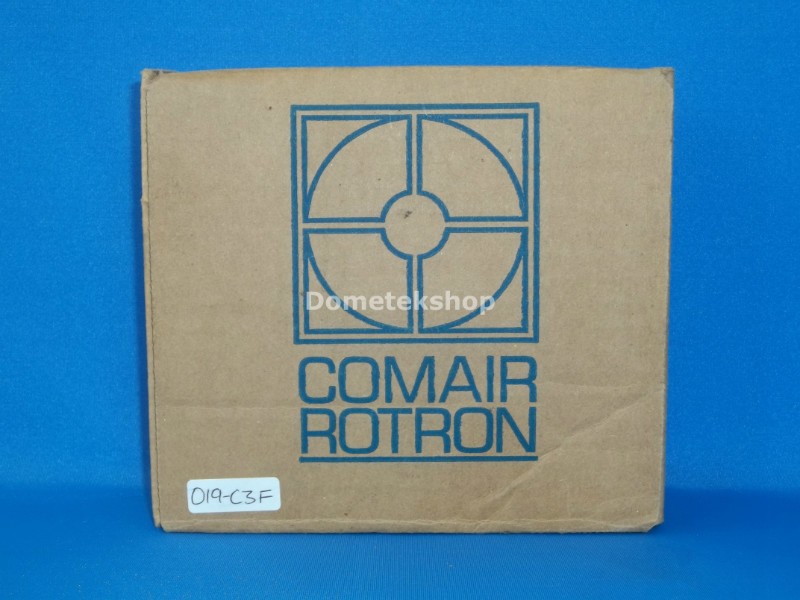 Dometekshop
COMAIR
ROTRON
019-C3F